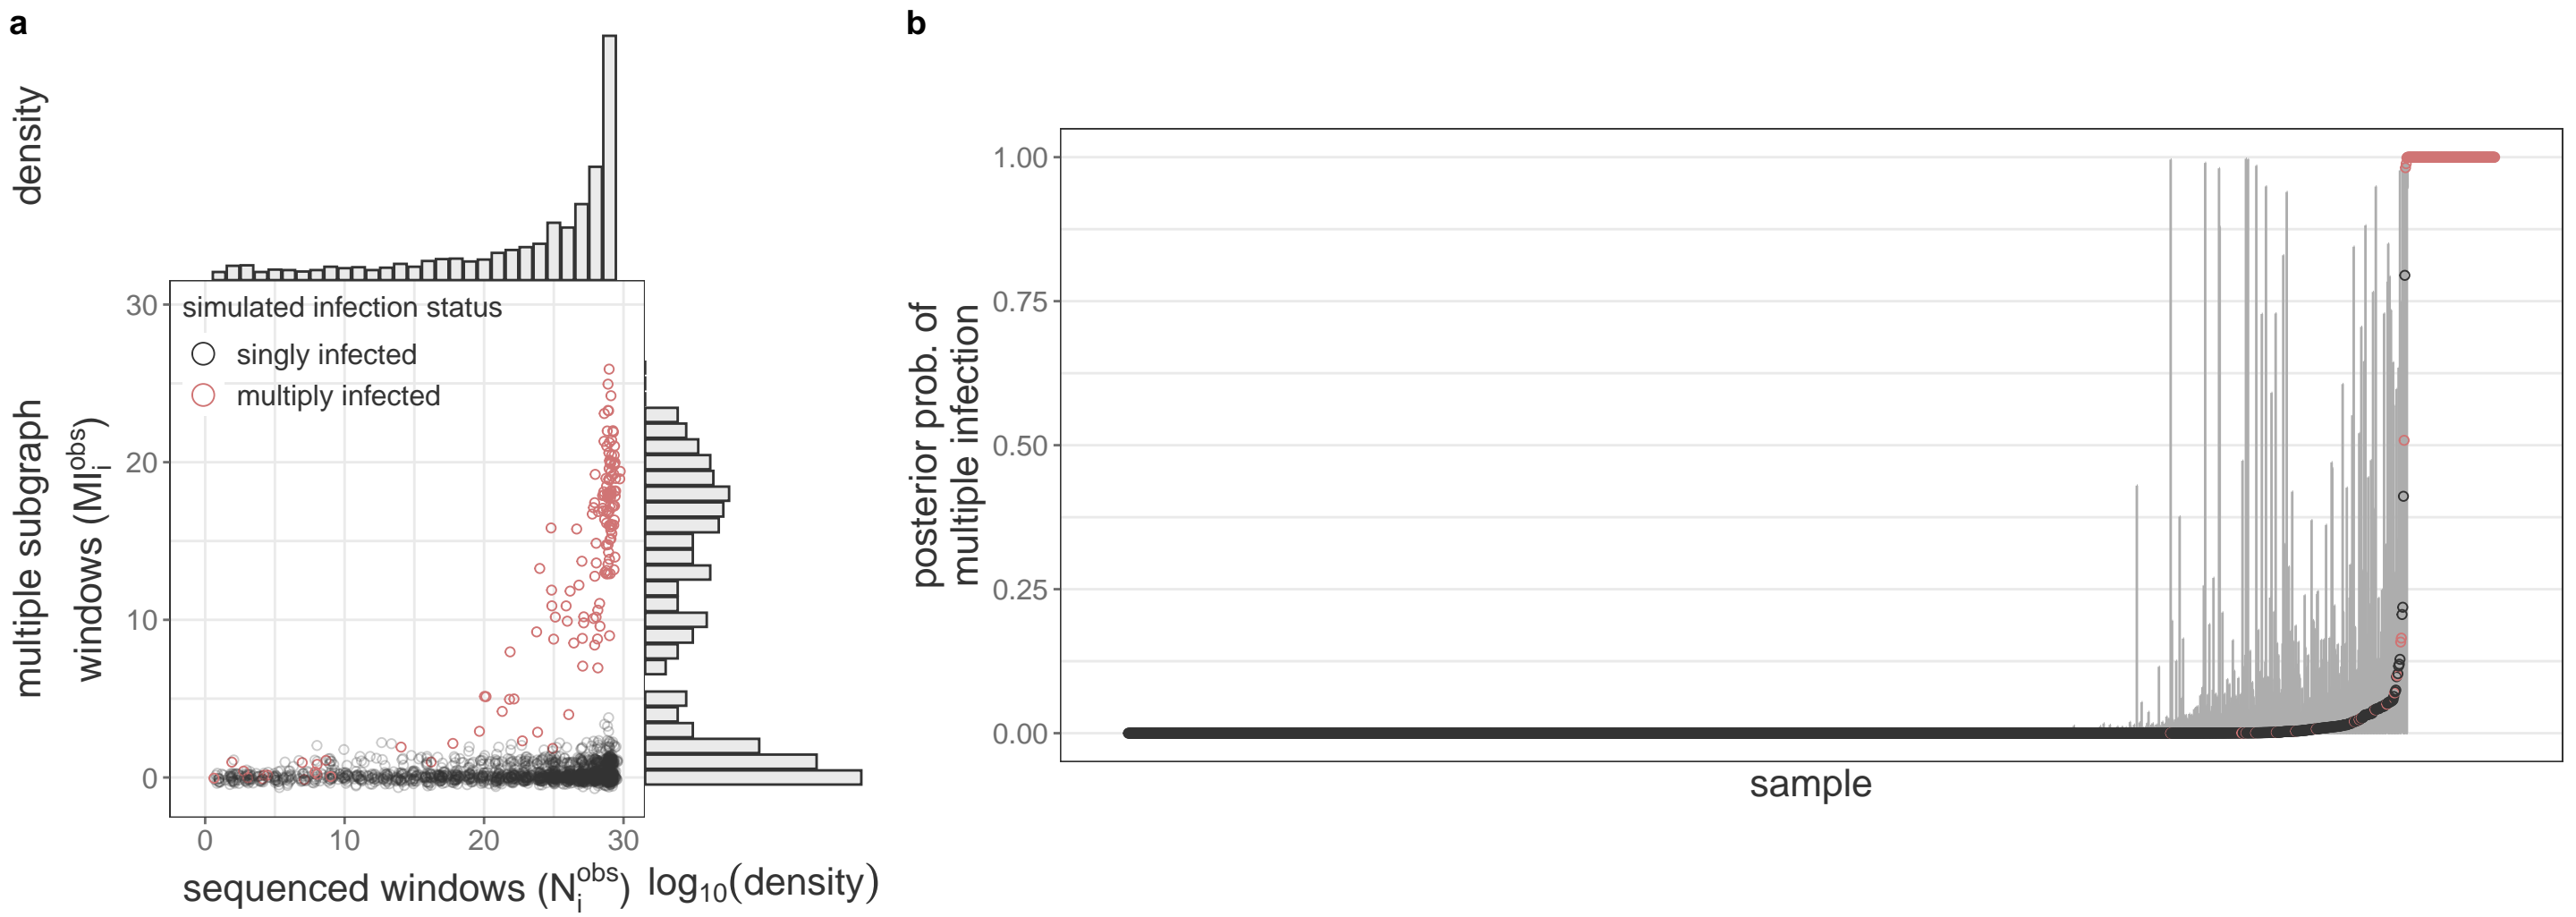 a
density
simulated infection status
singly infected
multiply infected
30
20
10
0
multiple subgraph
windows (MI_i^obs)
0 10 20 30
sequenced windows (N_i^obs)
log10(density)
b
1.00
0.75
0.50
0.25
0.00
posterior prob. of
multiple infection
sample